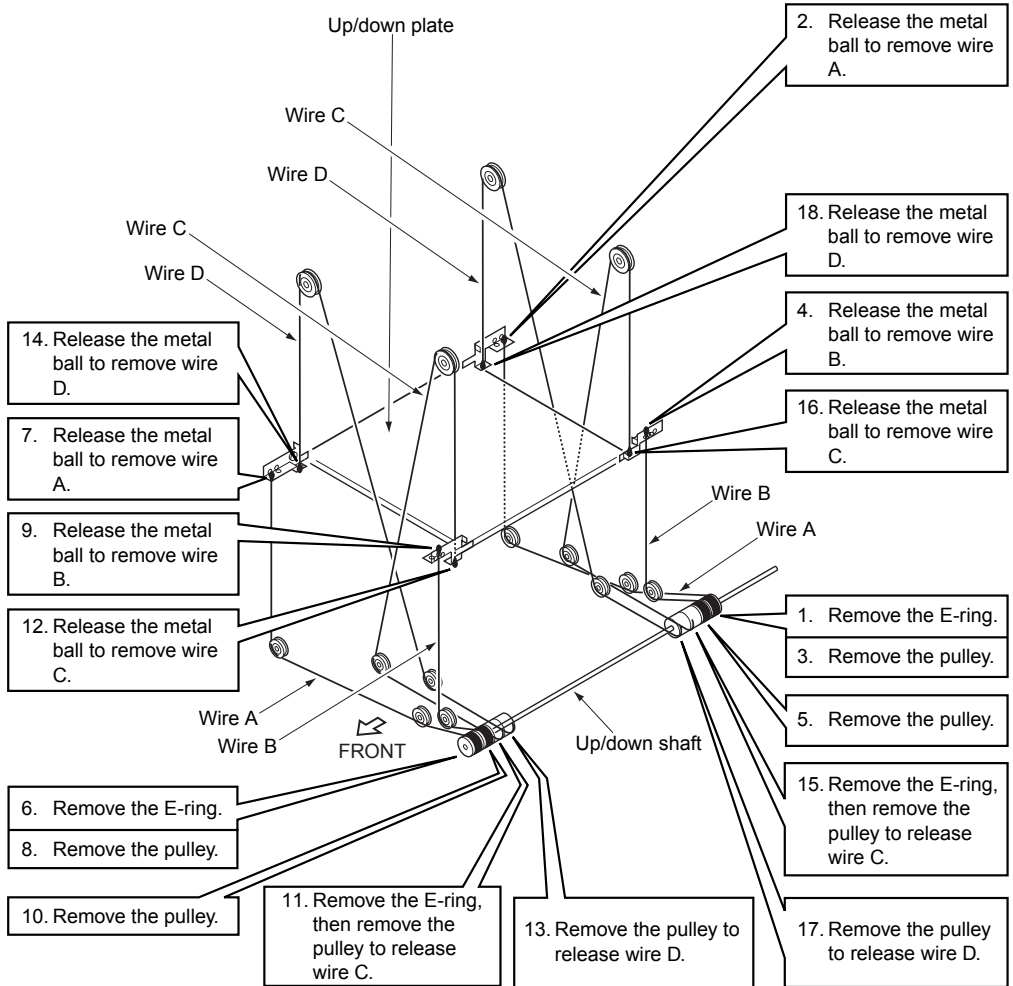 Up/down plate
2. Release the metal
ball to remove wire
A.
Wire C
Wire D
18. Release the metal
ball to remove wire
D.
Wire C
Wire D
4. Release the metal
ball to remove wire
B.
14. Release the metal
ball to remove wire
D.
16. Release the metal
ball to remove wire
C.
7. Release the metal
ball to remove wire
A.
Wire B
Wire A
9. Release the metal
ball to remove wire
B.
1. Remove the E-ring.
3. Remove the pulley.
12. Release the metal
ball to remove wire
C.
5. Remove the pulley.
Wire A
Wire B
FRONT
Up/down shaft
15. Remove the E-ring,
then remove the
pulley to release
wire C.
6. Remove the E-ring.
8. Remove the pulley.
10. Remove the pulley.
11. Remove the E-ring,
then remove the
pulley to release
wire C.
13. Remove the pulley to
release wire D.
17. Remove the pulley
to release wire D.